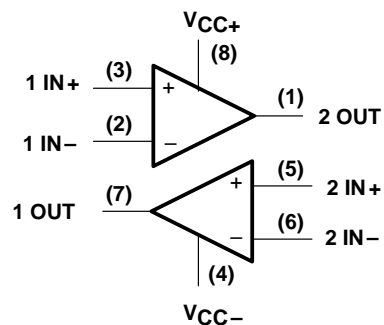 VCC+
(8)
1 IN+ (3) + (1) 2 OUT
1 IN− (2) −
1 OUT (7) + (5) 2 IN+
− (6) 2 IN−
(4)
VCC−